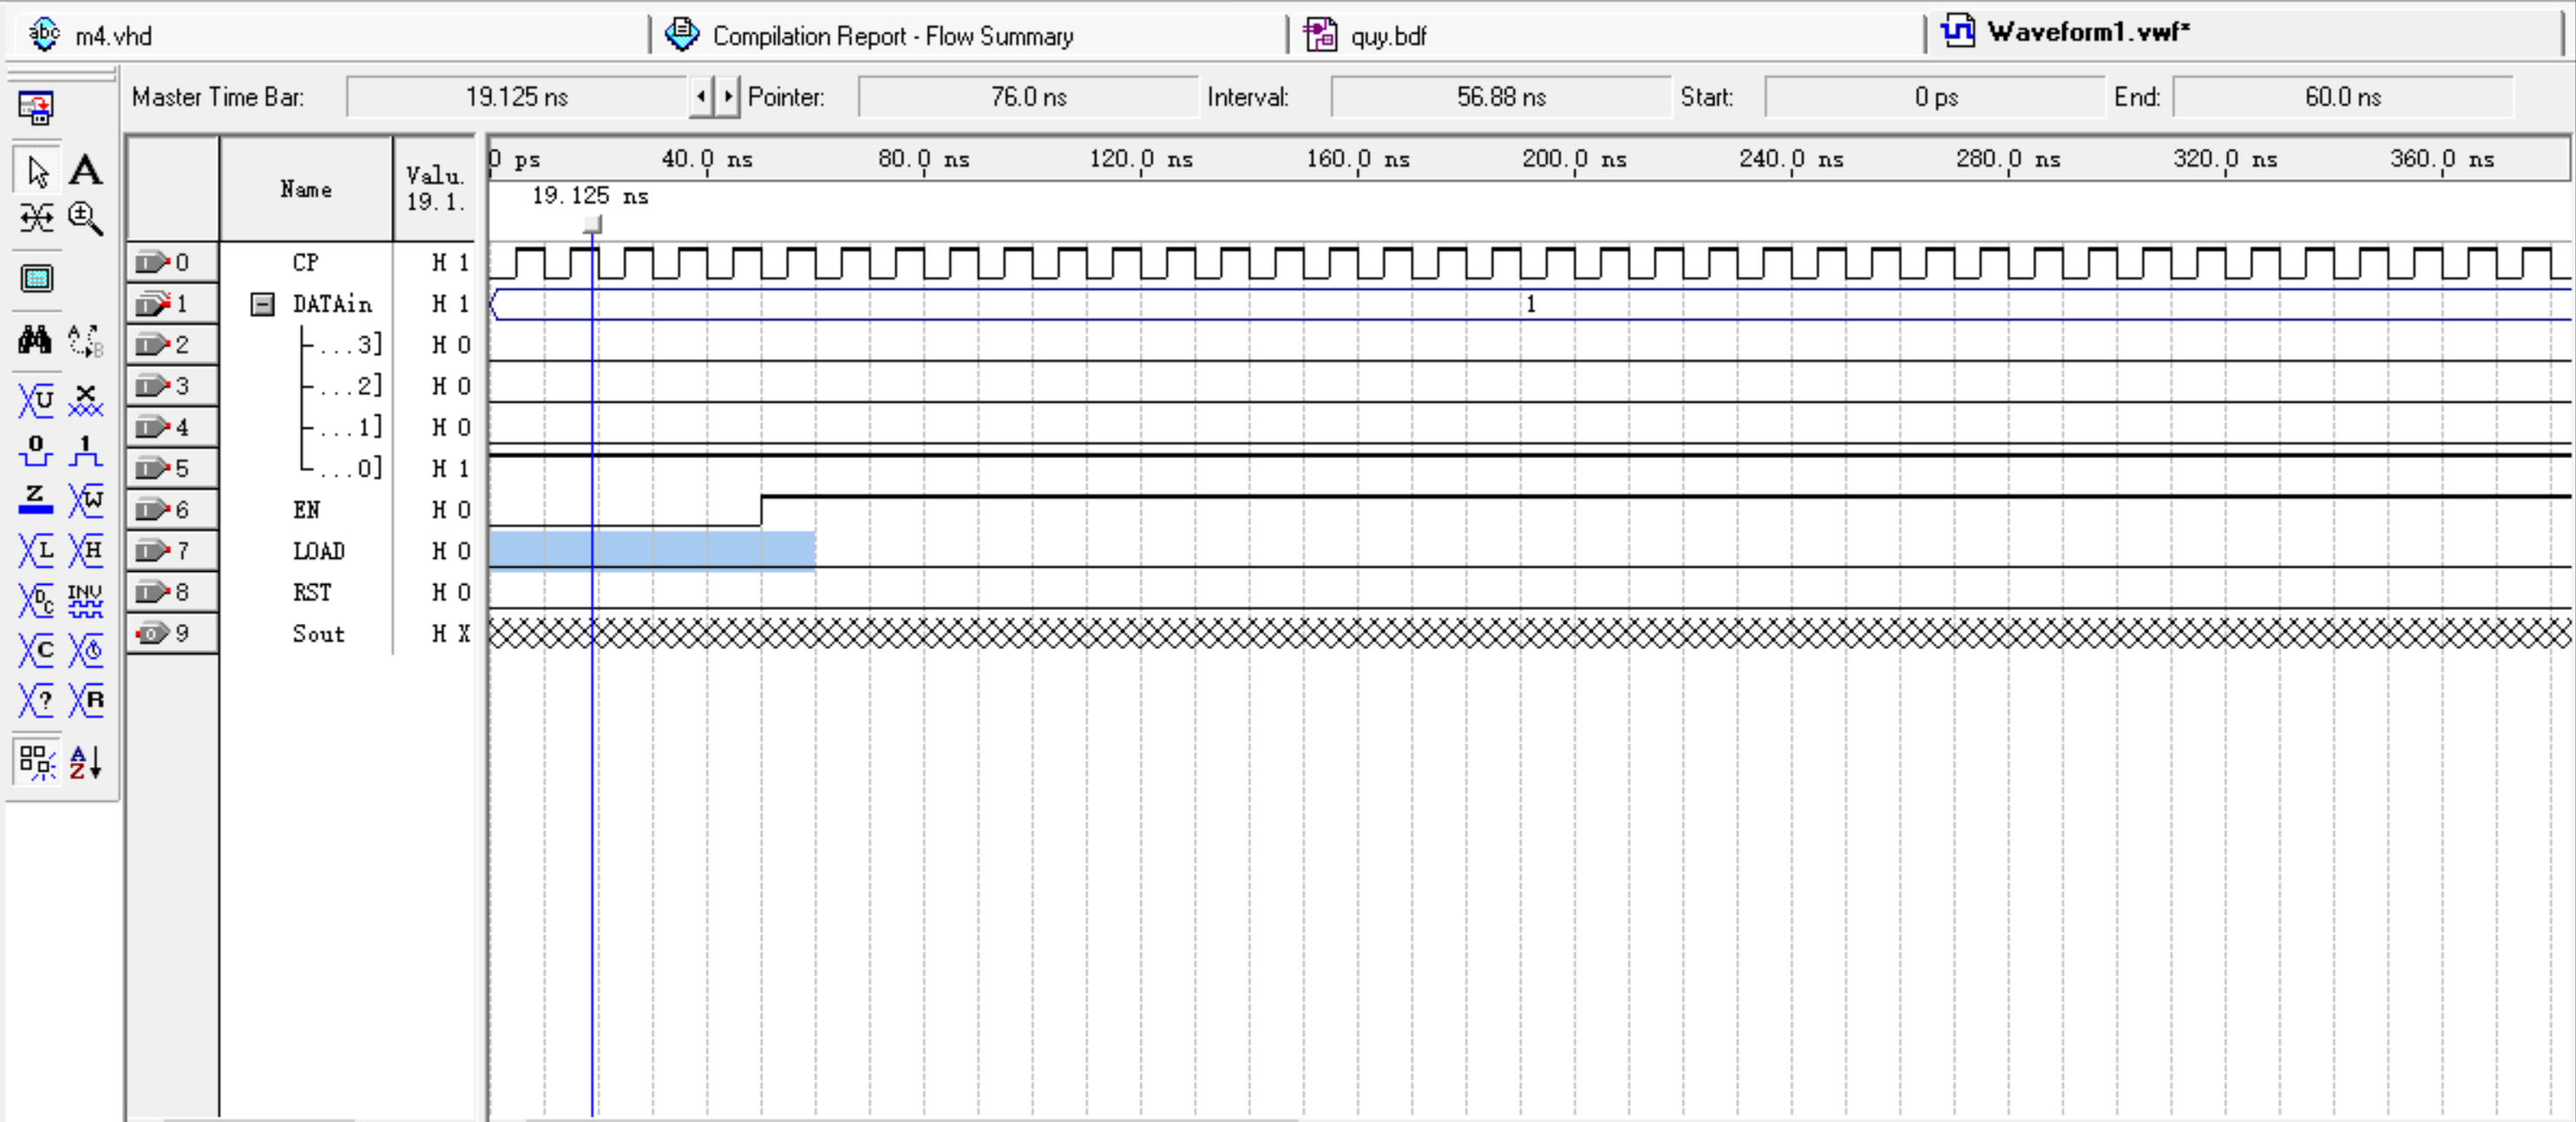 m4.vhd
Compilation Report - Flow Summary
quy.bdf
Waveform1.vwf*
Master Time Bar: 19.125 ns Pointer: 76.0 ns Interval: 56.88 ns Start: 0 ps End: 60.0 ns
Name
Valu.
19.1.
0 ps 40.0 ns 80.0 ns 120.0 ns 160.0 ns 200.0 ns 240.0 ns 280.0 ns 320.0 ns 360.0 ns
19.125 ns
0 CP H 1
1 DATAin H 1 1
2 ...3] H 0
3 ...2] H 0
4 ...1] H 0
5 ...0] H 1
6 EN H 0
7 LOAD H 0
8 RST H 0
9 Sout H X